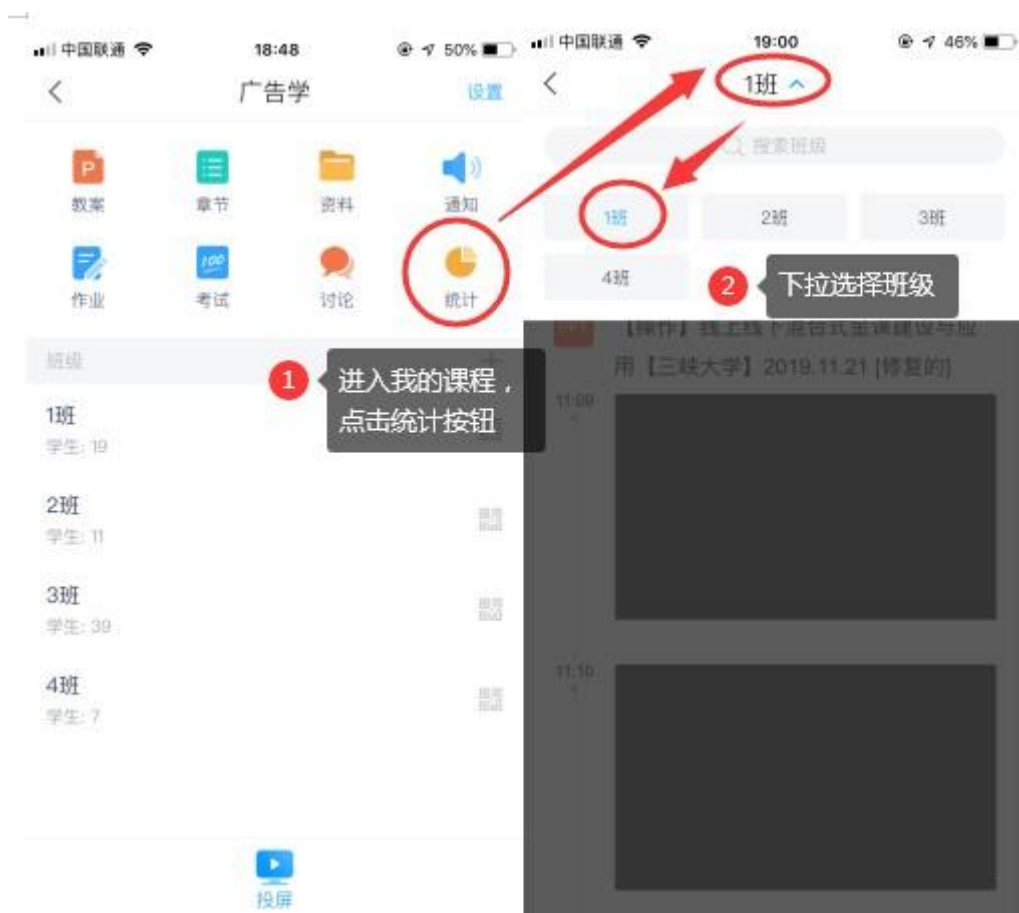 中国联通
18:48
50%
广告学
设置
教案
章节
资料
通知
作业
100
考试
讨论
统计
班级
1
进入我的课程,
点击统计按钮
1班
学生: 19
2班
学生: 11
3班
学生: 39
4班
学生: 7
投屏
中国联通
19:00
46%
1班
搜索班级
1班
2班
3班
4班
2
下拉选择班级
【操作】线上线下混合式金课建设与应
用【三峡大学】2019.11.21 [修复的]
11:09
11:10